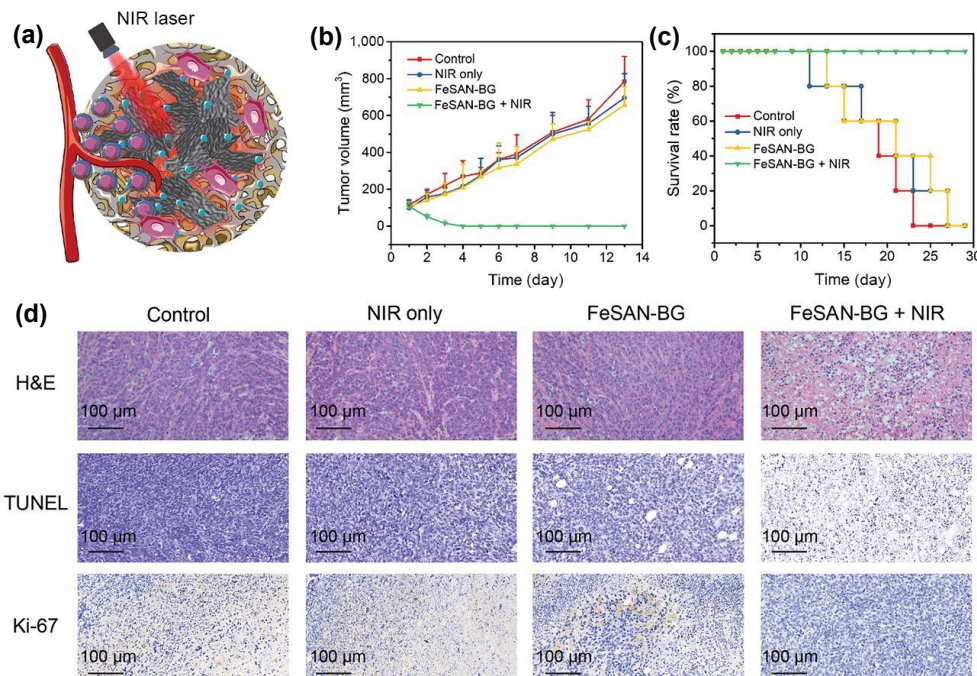 (a)
NIR laser
(b)
Tumor volume (mm³)
1,000
800
600
400
200
0
Control
NIR only
FeSAN-BG
FeSAN-BG + NIR
0 2 4 6 8 10 12 14
Time (day)
(c)
Survival rate (%)
100
80
60
40
20
0
Control
NIR only
FeSAN-BG
FeSAN-BG + NIR
0 5 10 15 20 25 30
Time (day)
(d)
Control NIR only FeSAN-BG FeSAN-BG + NIR
H&E
100 µm 100 µm 100 µm 100 µm
TUNEL
100 µm 100 µm 100 µm 100 µm
Ki-67
100 µm 100 µm 100 µm 100 µm